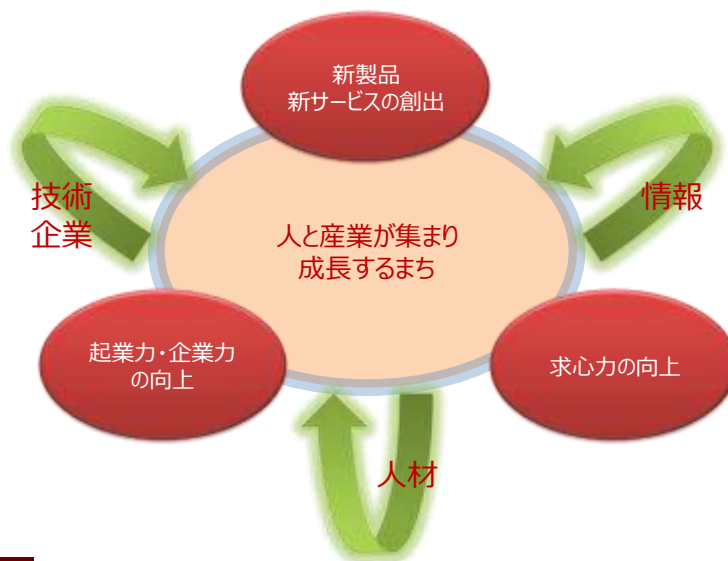 新製品
新サービスの創出
技術
企業
情報
人と産業が集まり
成長するまち
起業力・企業力
の向上
求心力の向上
人材